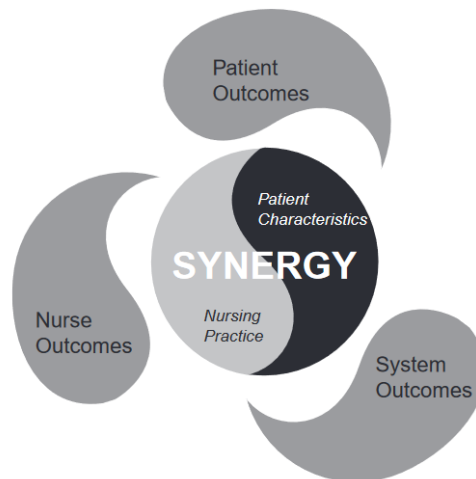 Patient
Outcomes
Patient
Characteristics
SYNERGY
Nursing
Practice
Nurse
Outcomes
System
Outcomes